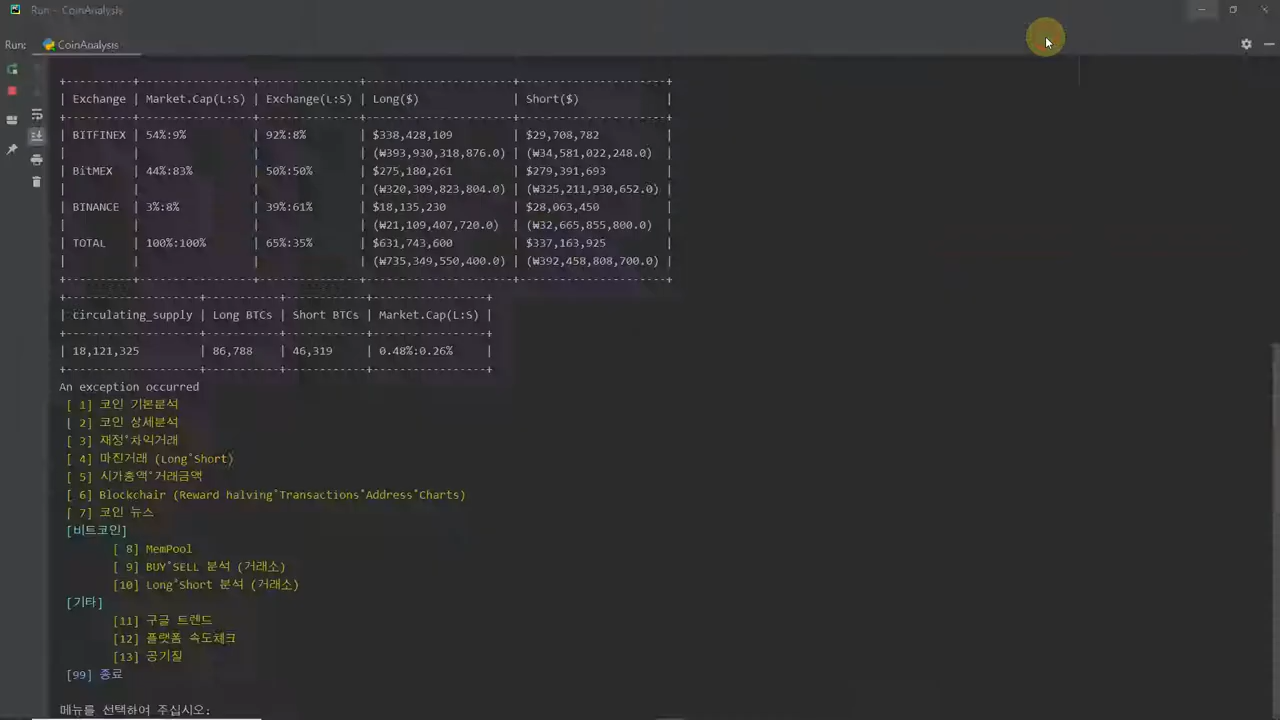 Run - CoinAnalysis
Run: CoinAnalysis
| Exchange | Market.Cap(L:S) | Exchange(L:S) | Long($) | Short($) |
| BITFINEX | 54%:9% | 92%:8% | $338,428,109 | $29,708,782 |
| | | | (₩393,930,318,876.0) | (₩34,581,022,248.0) |
| BitMEX | 44%:83% | 50%:50% | $275,180,261 | $279,391,693 |
| | | | (₩320,309,823,804.0) | (₩325,211,930,652.0) |
| BINANCE | 3%:8% | 39%:61% | $18,135,230 | $28,063,450 |
| | | | (₩21,109,407,720.0) | (₩32,665,855,800.0) |
| TOTAL | 100%:100% | 65%:35% | $631,743,600 | $337,163,925 |
| | | | (₩735,349,550,400.0) | (₩392,458,808,700.0) |
| circulating_supply | Long BTCs | Short BTCs | Market.Cap(L:S) |
| 18,121,325 | 86,788 | 46,319 | 0.48%:0.26% |
An exception occurred
[ 1] 코인 기본분석
[ 2] 코인 상세분석
[ 3] 재정˚차익거래
[ 4] 마진거래 (Long˚Short)
[ 5] 시가총액˚거래금액
[ 6] Blockchair (Reward halving˚Transactions˚Address˚Charts)
[ 7] 코인 뉴스
[비트코인]
[ 8] MemPool
[ 9] BUY˚SELL 분석 (거래소)
[10] Long˚Short 분석 (거래소)
[기타]
[11] 구글 트렌드
[12] 플랫폼 속도체크
[13] 공기질
[99] 종료
메뉴를 선택하여 주십시오: